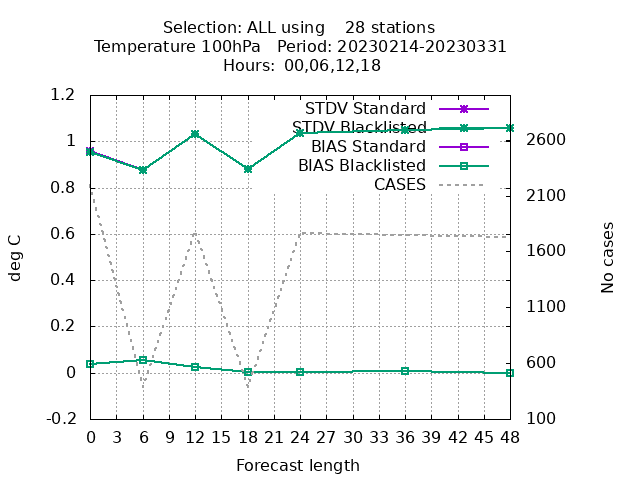 Selection: ALL using    28 stations
Temperature 100hPa   Period: 20230214-20230331
Hours: 00,06,12,18
STDV Standard
STDV Blacklisted
BIAS Standard
BIAS Blacklisted
CASES
1.2
1
0.8
0.6
0.4
0.2
0
-0.2
deg C
2600
2100
1600
1100
600
100
No cases
0 3 6 9 12 15 18 21 24 27 30 33 36 39 42 45 48
Forecast length